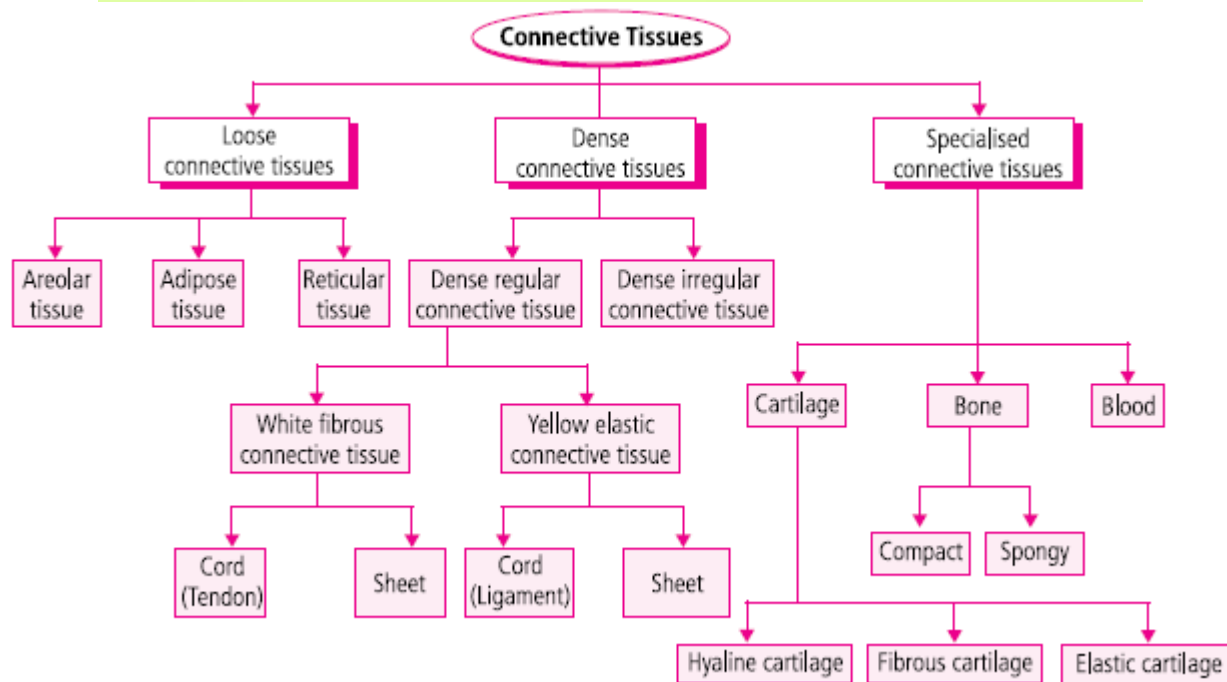 Connective Tissues
Loose
connective tissues
Dense
connective tissues
Specialised
connective tissues
Areolar
tissue
Adipose
tissue
Reticular
tissue
Dense regular
connective tissue
Dense irregular
connective tissue
Cartilage
Bone
Blood
White fibrous
connective tissue
Yellow elastic
connective tissue
Compact
Spongy
Cord
(Tendon)
Sheet
Cord
(Ligament)
Sheet
Hyaline cartilage
Fibrous cartilage
Elastic cartilage